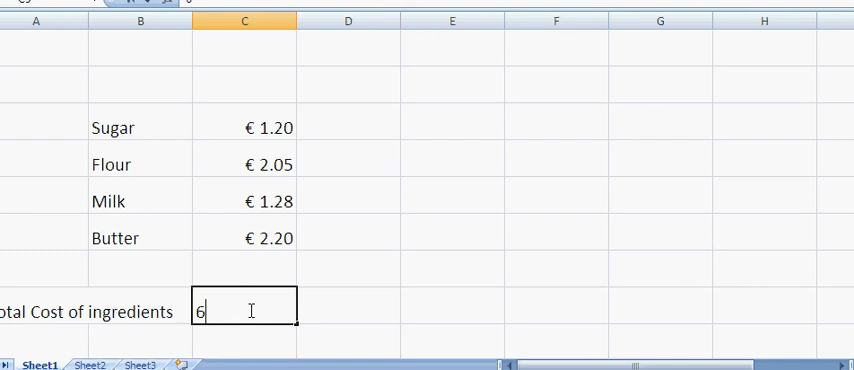 A B C D E F G H
Sugar € 1.20
Flour € 2.05
Milk € 1.28
Butter € 2.20
otal Cost of ingredients 6
Sheet1 Sheet2 Sheet3